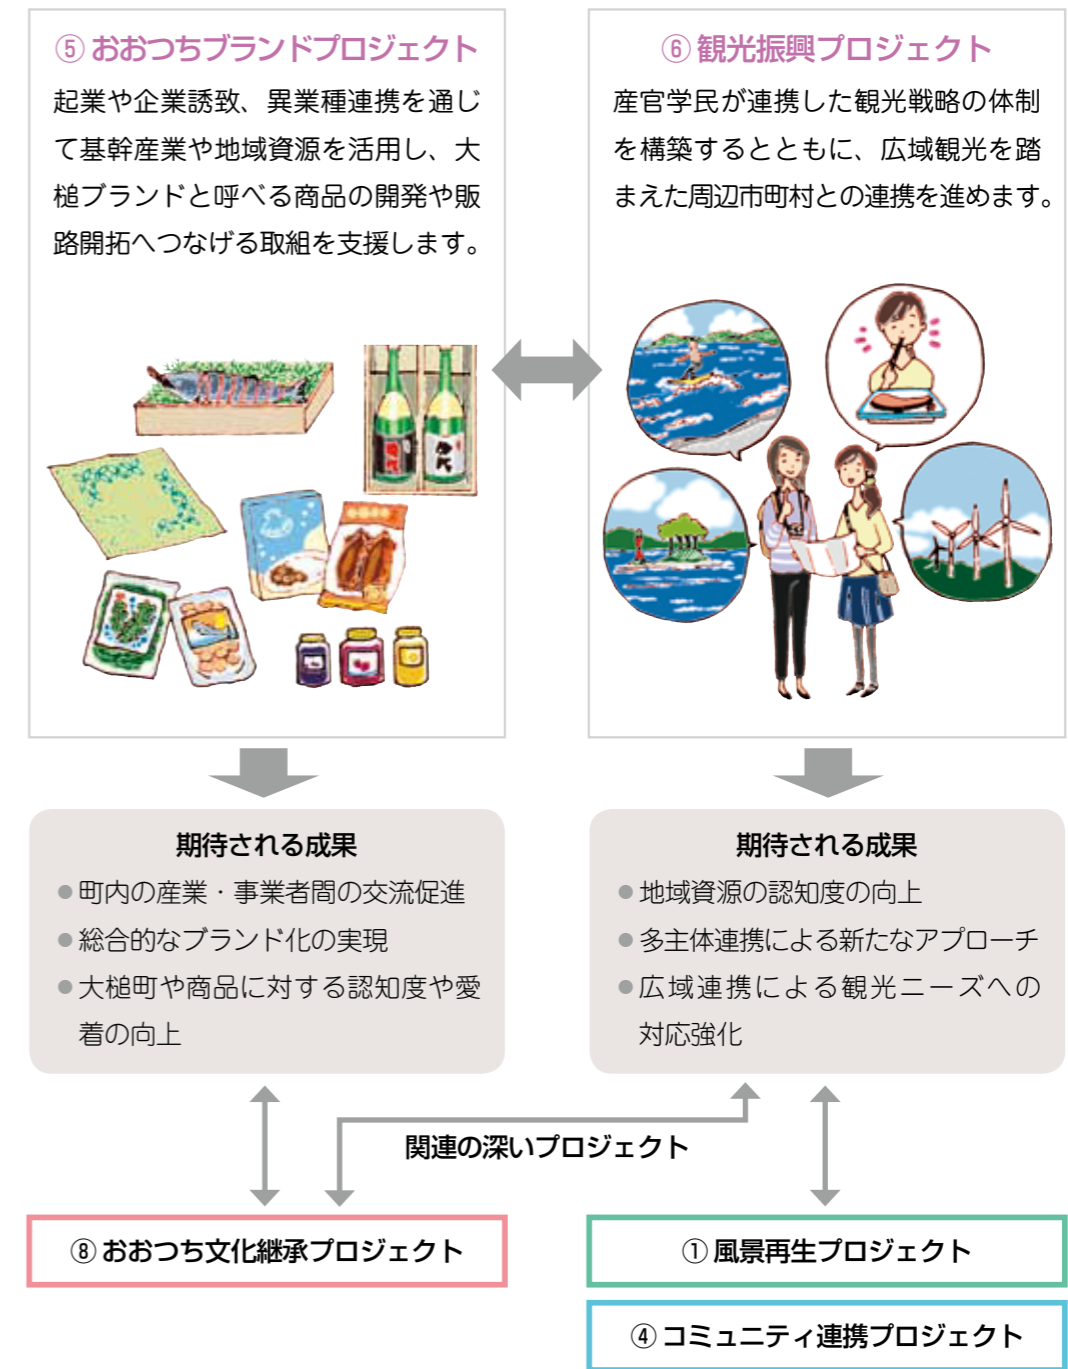 ⑤ おおつちブランドプロジェクト
起業や企業誘致、異業種連携を通じ
て基幹産業や地域資源を活用し、大
槌ブランドと呼べる商品の開発や販
路開拓へつなげる取組を支援します。
⑥ 観光振興プロジェクト
産官学民が連携した観光戦略の体制
を構築するとともに、広域観光を踏
まえた周辺市町村との連携を進めます。
期待される成果
●町内の産業・事業者間の交流促進
●総合的なブランド化の実現
●大槌町や商品に対する認知度や愛
着の向上
期待される成果
●地域資源の認知度の向上
●多主体連携による新たなアプローチ
●広域連携による観光ニーズへの
対応強化
関連の深いプロジェクト
⑧ おおつち文化継承プロジェクト
① 風景再生プロジェクト
④ コミュニティ連携プロジェクト